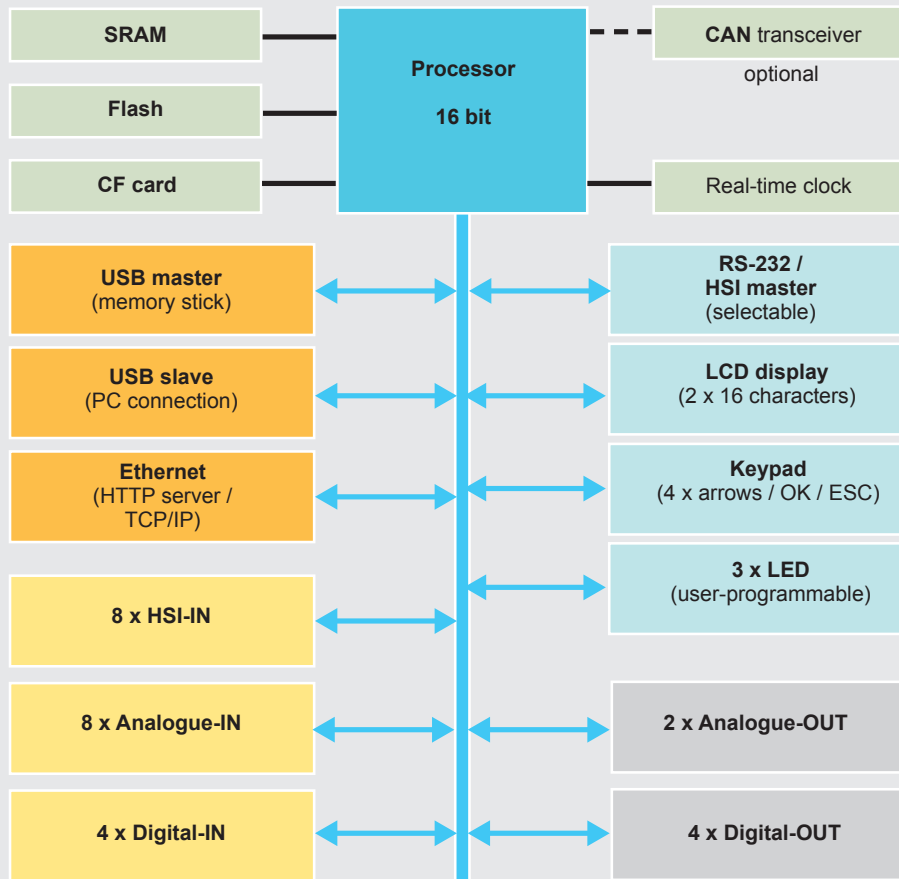 SRAM
Flash
CF card
Processor
16 bit
CAN transceiver
optional
Real-time clock
USB master
(memory stick)
USB slave
(PC connection)
Ethernet
(HTTP server /
TCP/IP)
8 x HSI-IN
8 x Analogue-IN
4 x Digital-IN
RS-232 /
HSI master
(selectable)
LCD display
(2 x 16 characters)
Keypad
(4 x arrows / OK / ESC)
3 x LED
(user-programmable)
2 x Analogue-OUT
4 x Digital-OUT